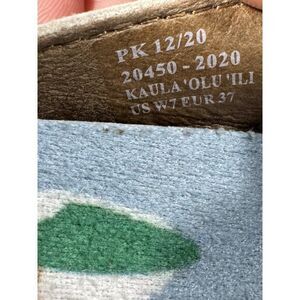 PK 12/20
20450 - 2020
KAULA 'OLU 'ILI
US W7 EUR 37